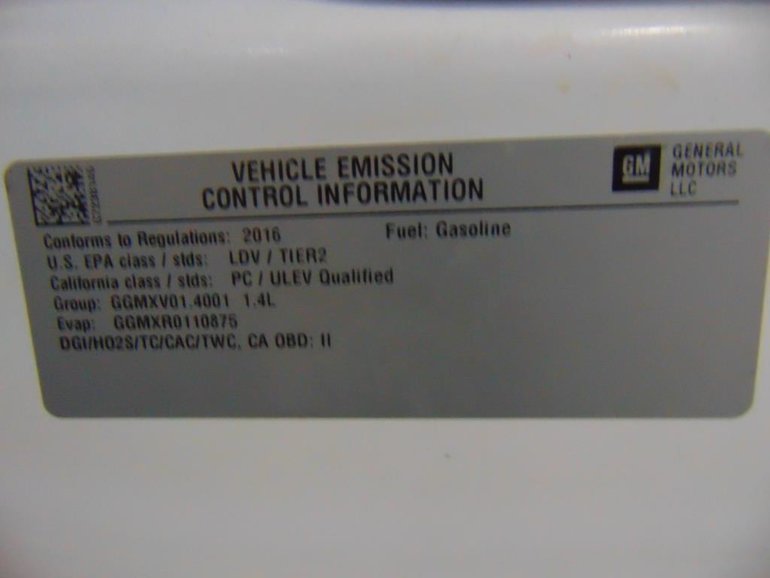 VEHICLE EMISSION
CONTROL INFORMATION
GM
GENERAL
MOTORS
LLC
Conforms to Regulations: 2016 Fuel: Gasoline
U.S. EPA class / stds: LDV / TIER2
California class / stds: PC / ULEV Qualified
Group: GGMXV01.4001 1.4L
Evap: GGMXR0110875
DGI/HO2S/TC/CAC/TWC, CA OBD: II